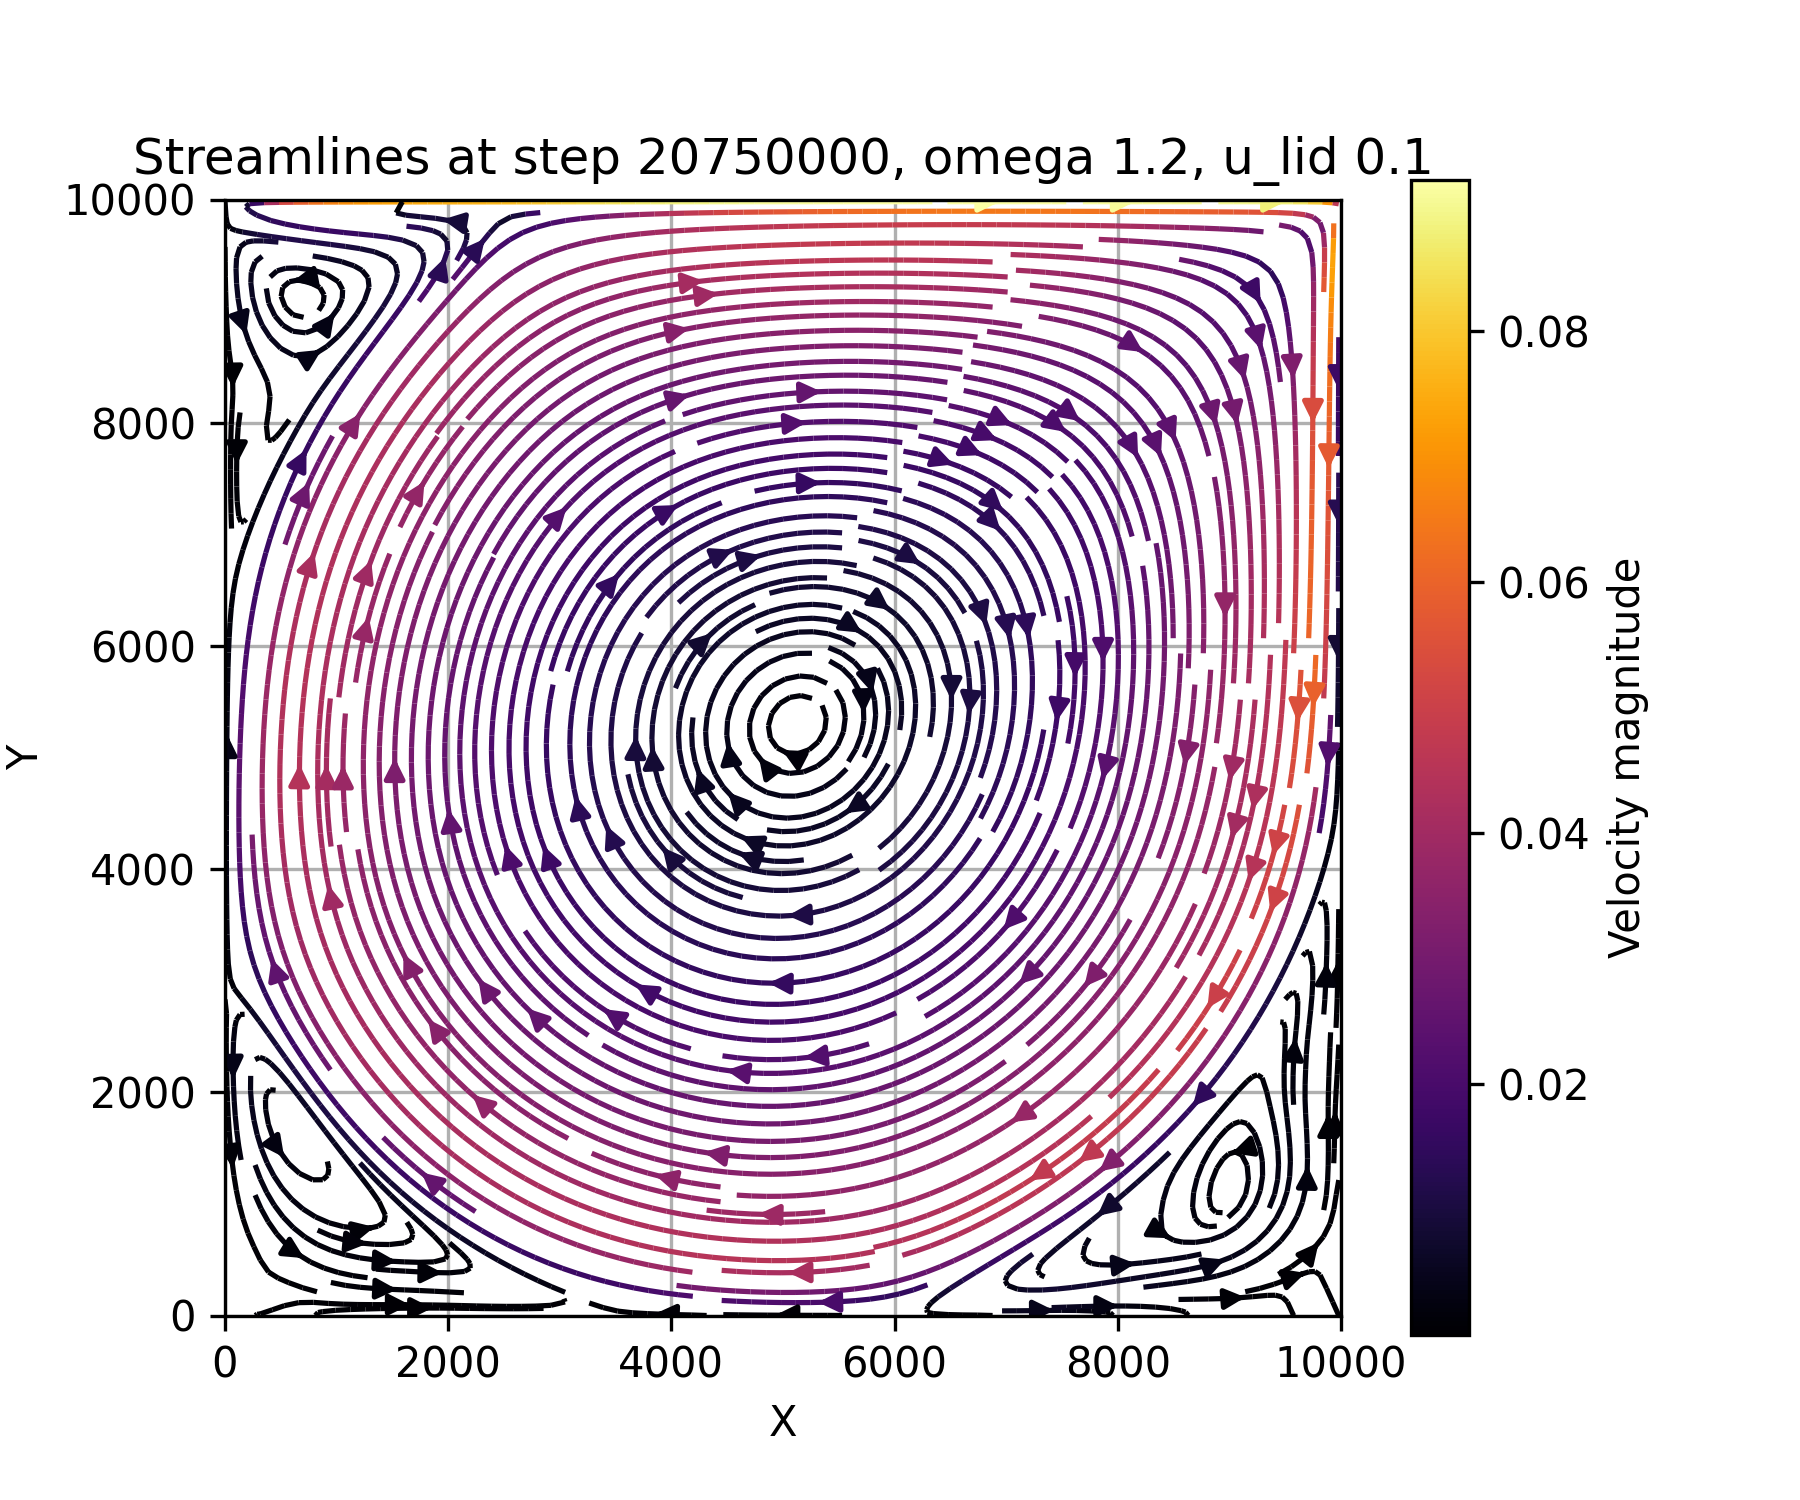 Streamlines at step 20750000, omega 1.2, u_lid 0.1
10000
8000
6000
4000
2000
0
Y
0 2000 4000 6000 8000 10000
X
0.08
0.06
0.04
0.02
Velocity magnitude